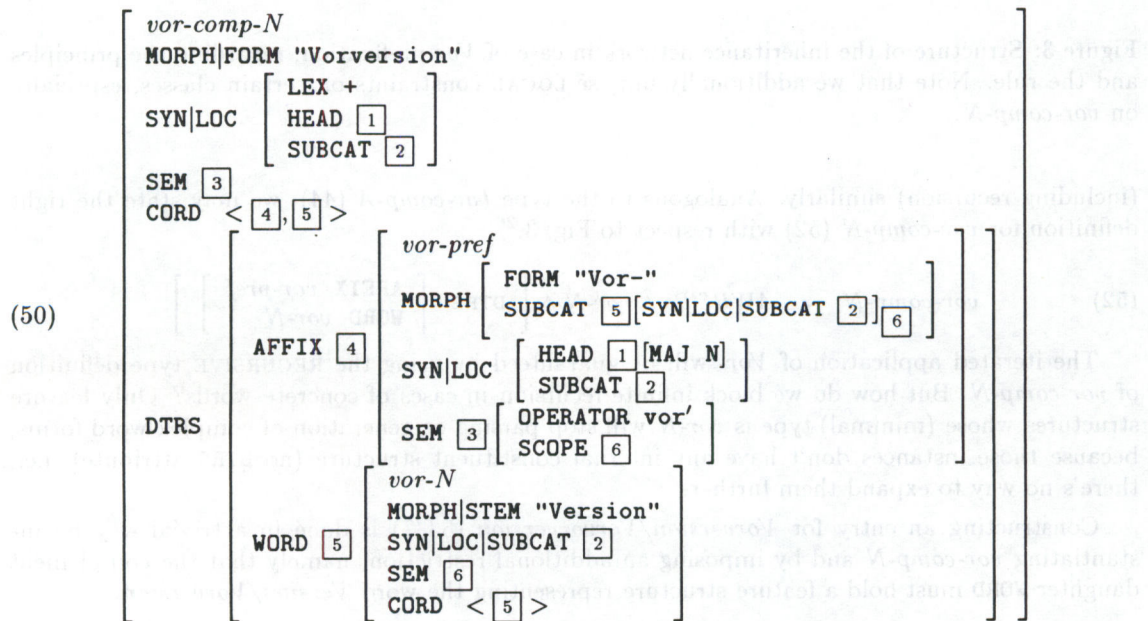 vor-comp-N
MORPH|FORM "Vorversion"
LEX +
SYN|LOC HEAD 1
SUBCAT 2
SEM 3
CORD < 4 , 5 >
vor-pref
FORM "Vor-"
MORPH SUBCAT 5 [SYN|LOC|SUBCAT 2 ] 6
(50)
AFFIX 4
HEAD 1 [MAJ N]
SYN|LOC
SUBCAT 2
DTRS
OPERATOR vor′
SEM 3
SCOPE 6
vor-N
MORPH|STEM "Version"
WORD 5 SYN|LOC|SUBCAT 2
SEM 6
CORD < 5 >